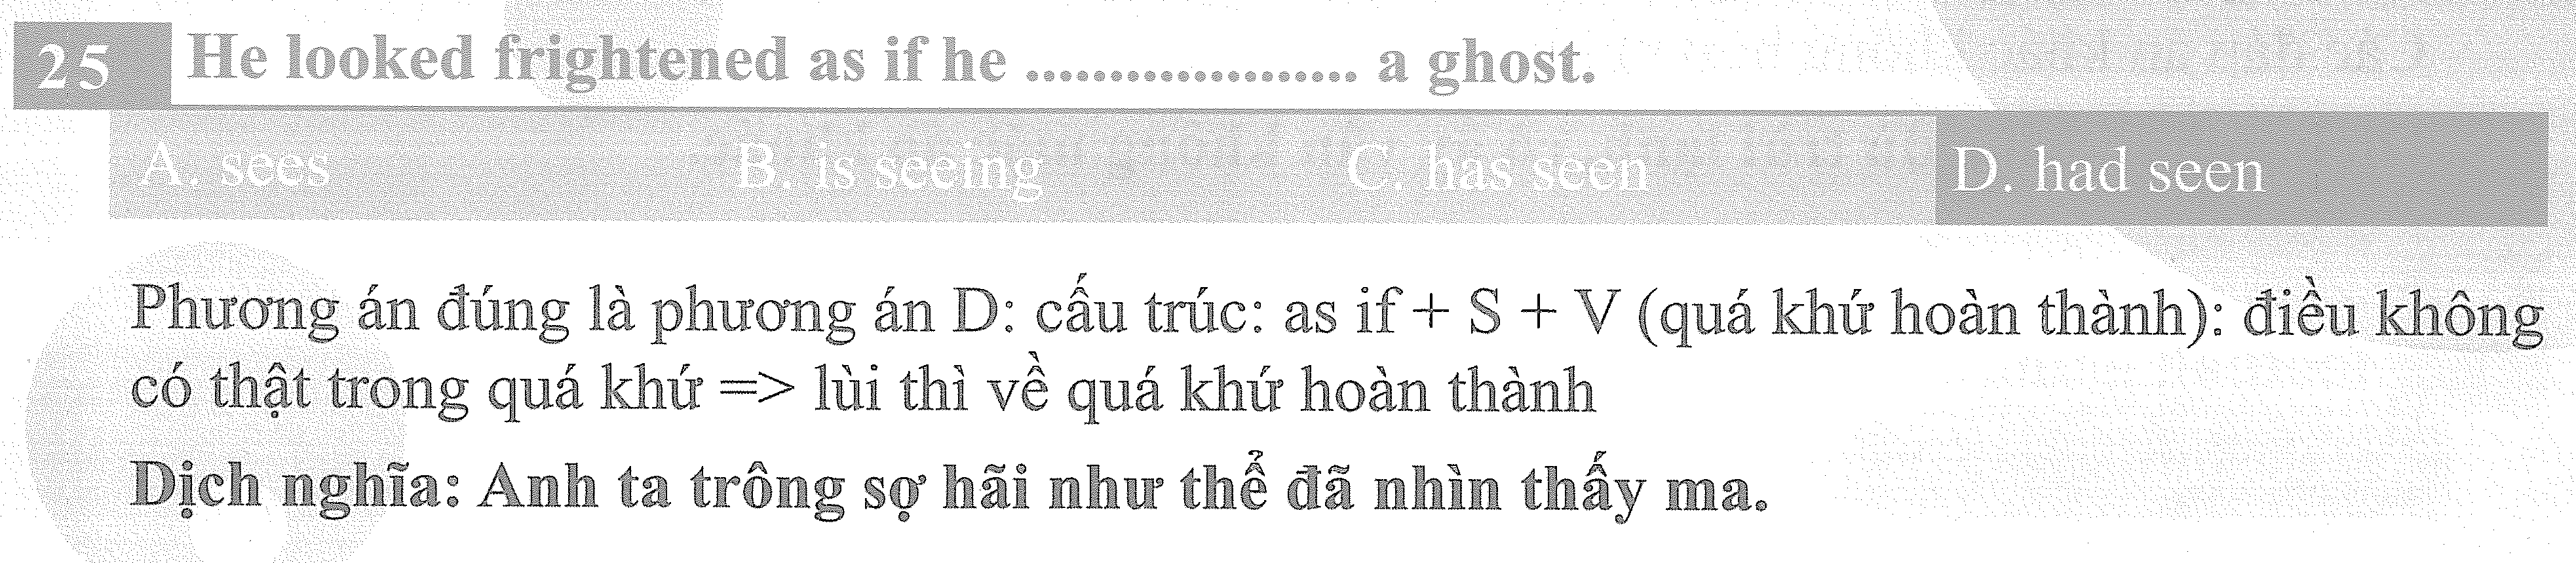 25 He looked frightened as if he .................... a ghost.
A. sees B. is seeing C. has seen D. had seen
Phương án đúng là phương án D: cấu trúc: as if + S + V (quá khứ hoàn thành): điều không
có thật trong quá khứ => lùi thì về quá khứ hoàn thành
Dịch nghĩa: Anh ta trông sợ hãi như thể đã nhìn thấy ma.